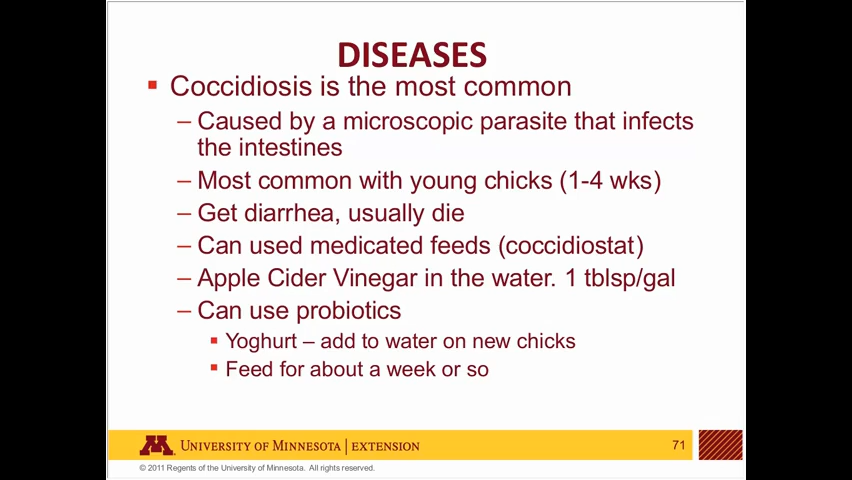 DISEASES
Coccidiosis is the most common
– Caused by a microscopic parasite that infects
the intestines
– Most common with young chicks (1-4 wks)
– Get diarrhea, usually die
– Can used medicated feeds (coccidiostat)
– Apple Cider Vinegar in the water. 1 tblsp/gal
– Can use probiotics
Yoghurt – add to water on new chicks
Feed for about a week or so
UNIVERSITY OF MINNESOTA | EXTENSION
71
© 2011 Regents of the University of Minnesota. All rights reserved.